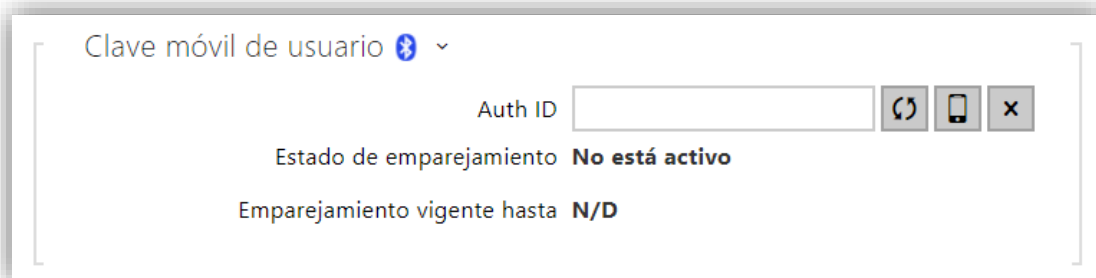 Clave móvil de usuario
Auth ID
Estado de emparejamiento No está activo
Emparejamiento vigente hasta N/D